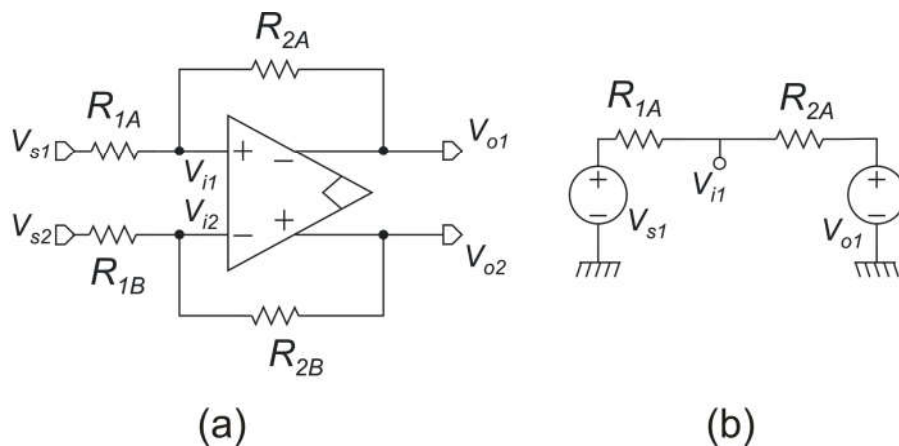 R2A
R1A
Vs1
+
−
Vo1
Vi1
Vi2
Vs2
−
+
Vo2
R1B
R2B
(a)
R1A
R2A
+
−
Vs1
Vi1
+
−
Vo1
(b)